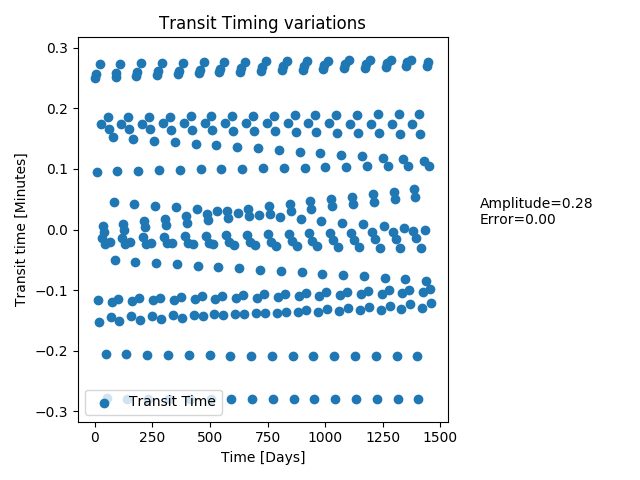 Transit Timing variations
0.3
0.2
0.1
0.0
−0.1
−0.2
−0.3
Transit time [Minutes]
Transit Time
0
250
500
750
1000
1250
1500
Time [Days]
Amplitude=0.28
Error=0.00